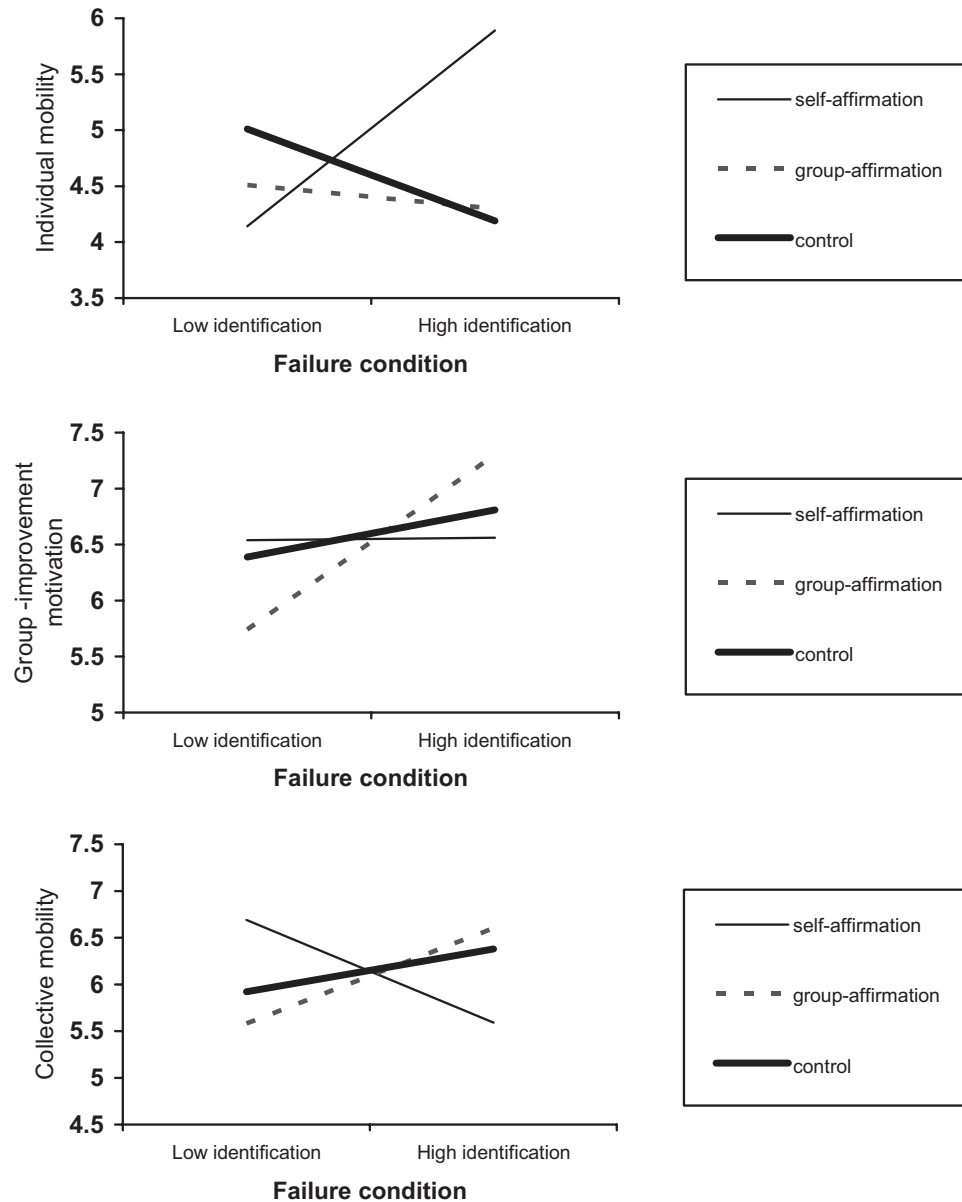 6
5.5
5
4.5
4
3.5
Individual mobility
Low identification High identification
Failure condition
self-affirmation
group-affirmation
control
7.5
7
6.5
6
5.5
5
Group -improvement
motivation
Low identification High identification
Failure condition
self-affirmation
group-affirmation
control
7.5
7
6.5
6
5.5
5
4.5
Collective mobility
Low identification High identification
Failure condition
self-affirmation
group-affirmation
control